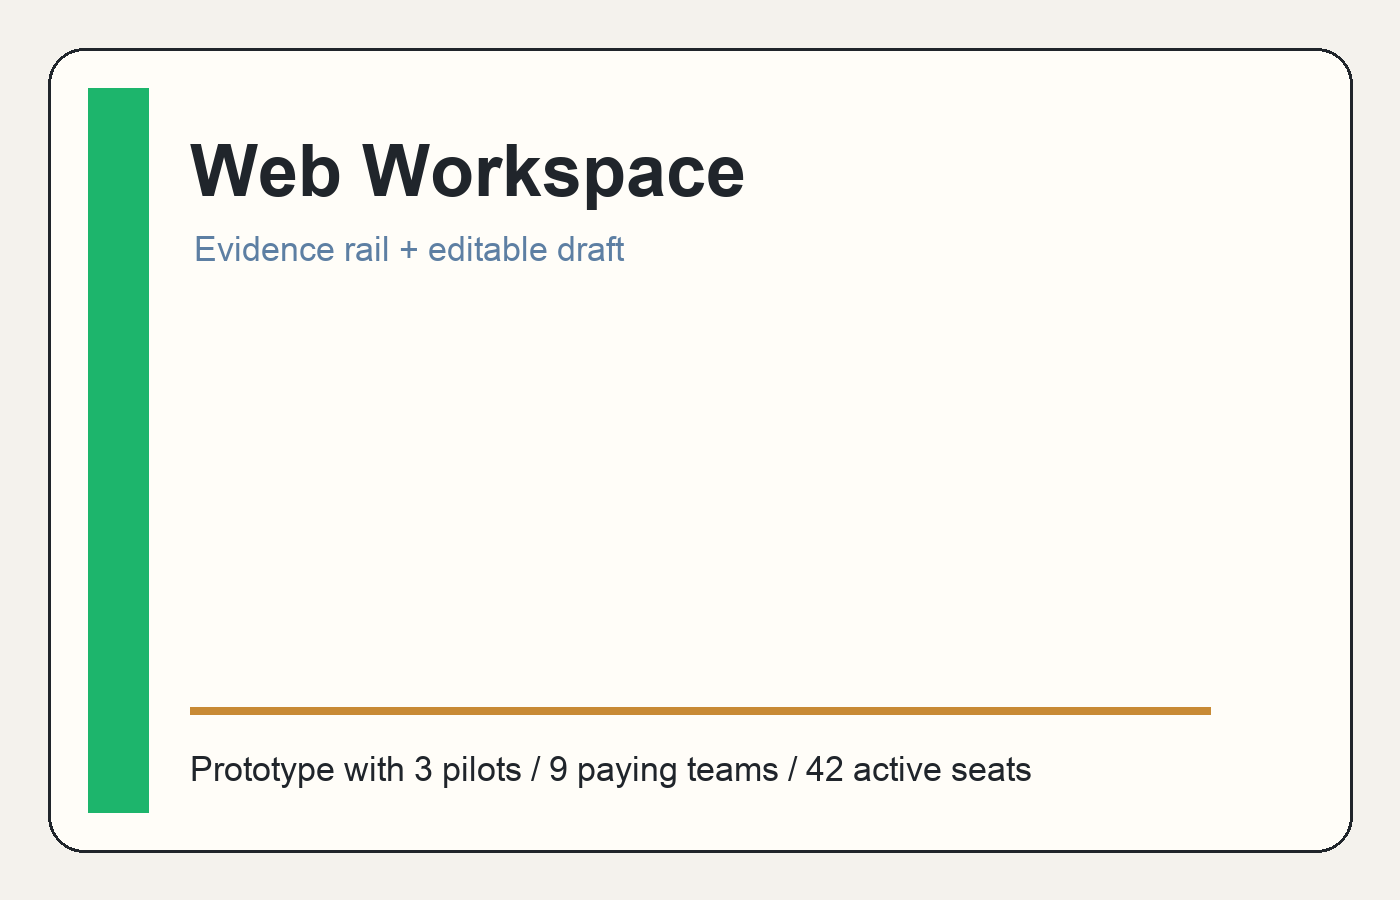 Web Workspace
Evidence rail + editable draft
Prototype with 3 pilots / 9 paying teams / 42 active seats